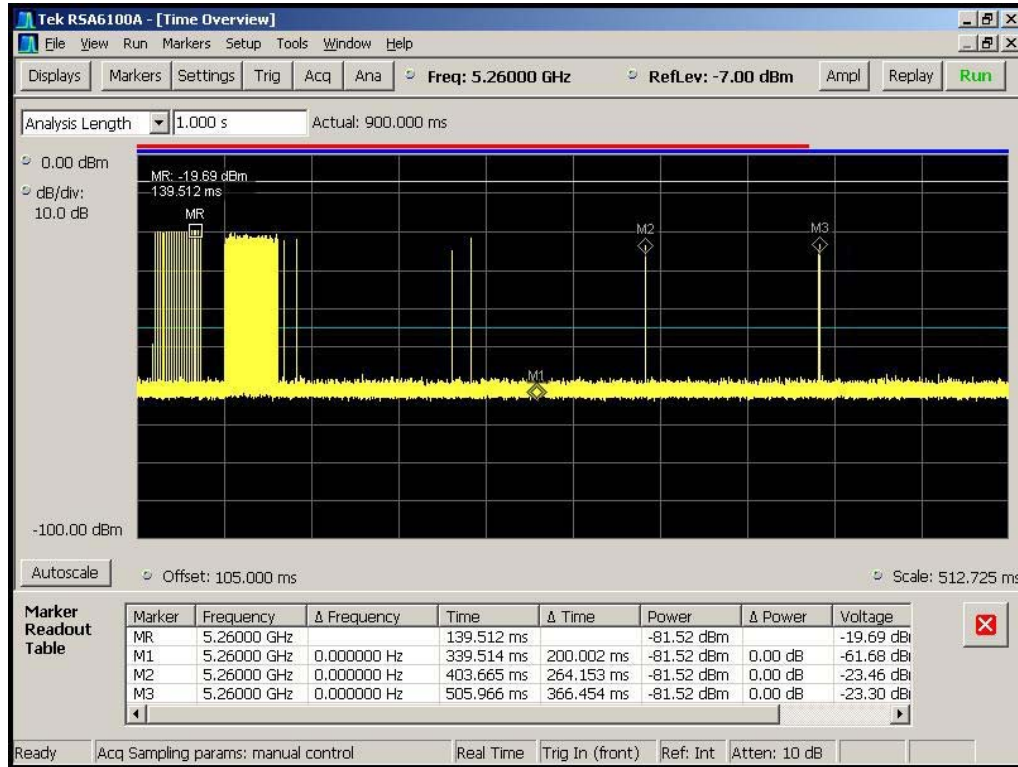 Tek RSA6100A - [Time Overview]
File View Run Markers Setup Tools Window Help
Displays Markers Settings Trig Acq Ana Freq: 5.26000 GHz RefLev: -7.00 dBm Ampl Replay Run
Analysis Length 1.000 s Actual: 900.000 ms
0.00 dBm
dB/div:
10.0 dB
MR: -19.69 dBm
139.512 ms
MR
M2
M3
M1
-100.00 dBm
Autoscale Offset: 105.000 ms Scale: 512.725 ms
Marker Readout Table
Marker Frequency Δ Frequency Time Δ Time Power Δ Power Voltage
MR 5.26000 GHz 139.512 ms -81.52 dBm -19.69 dB
M1 5.26000 GHz 0.000000 Hz 339.514 ms 200.002 ms -81.52 dBm 0.00 dB -61.68 dB
M2 5.26000 GHz 0.000000 Hz 403.665 ms 264.153 ms -81.52 dBm 0.00 dB -23.46 dB
M3 5.26000 GHz 0.000000 Hz 505.966 ms 366.454 ms -81.52 dBm 0.00 dB -23.30 dB
Ready Acq Sampling params: manual control Real Time Trig In (front) Ref: Int Atten: 10 dB